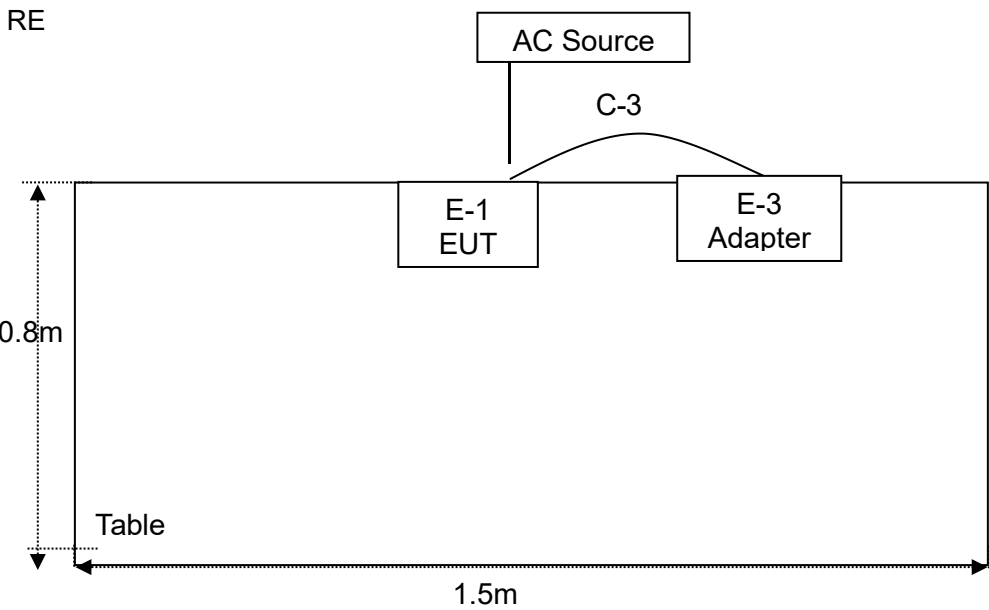 RE
AC Source
C-3
E-1
EUT
E-3
Adapter
0.8m
Table
1.5m